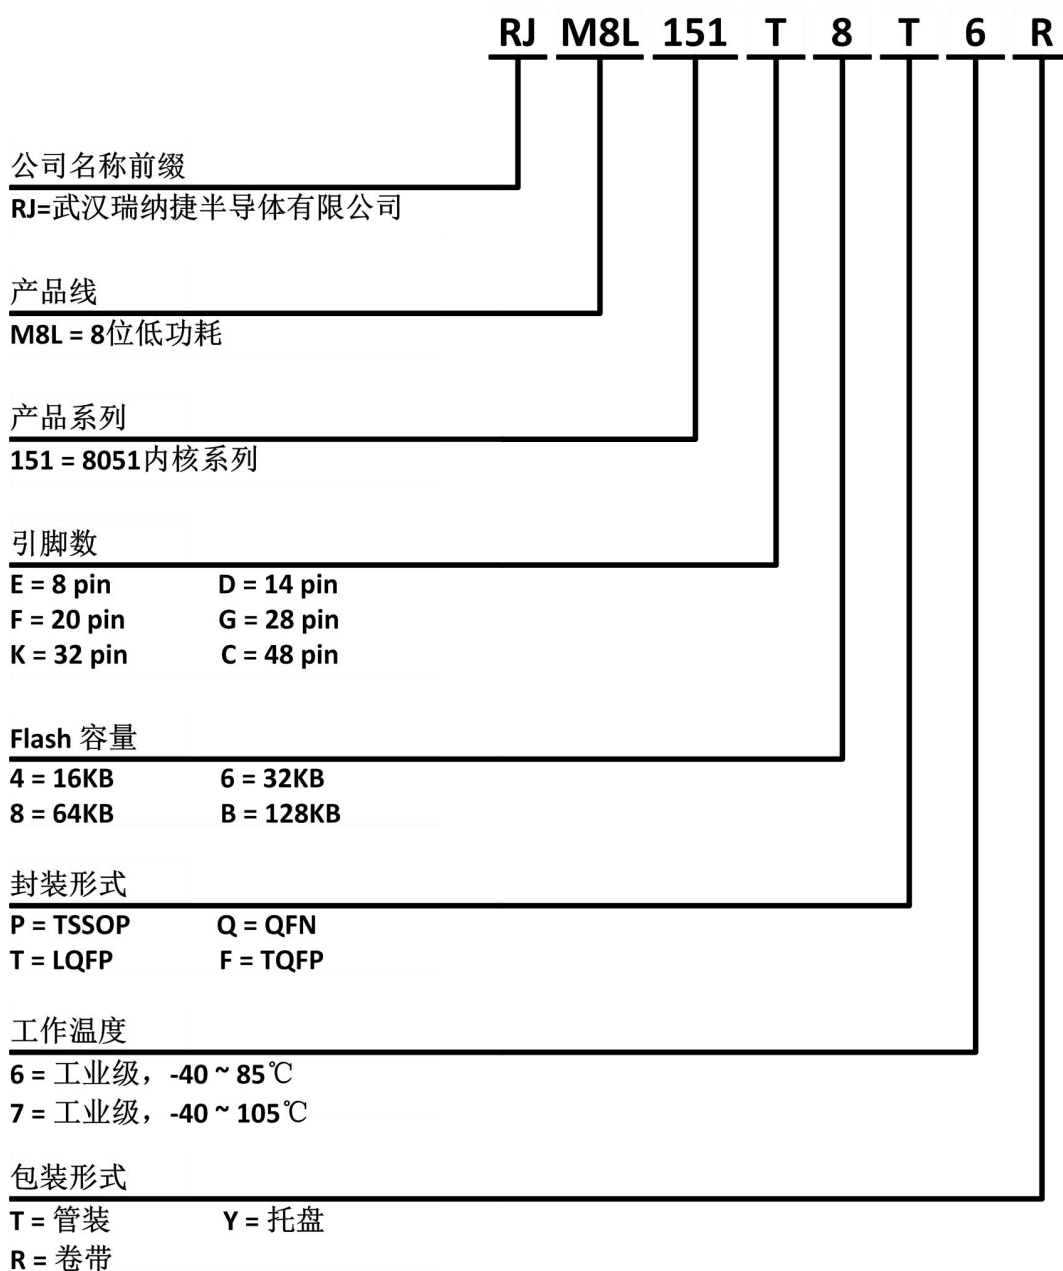 RJ M8L 151 T 8 T 6 R
公司名称前缀
RJ=武汉瑞纳捷半导体有限公司
产品线
M8L = 8位低功耗
产品系列
151 = 8051内核系列
引脚数
E = 8 pin D = 14 pin
F = 20 pin G = 28 pin
K = 32 pin C = 48 pin
Flash 容量
4 = 16KB 6 = 32KB
8 = 64KB B = 128KB
封装形式
P = TSSOP Q = QFN
T = LQFP F = TQFP
工作温度
6 = 工业级，-40 ~ 85℃
7 = 工业级，-40 ~ 105℃
包装形式
T = 管装 Y = 托盘
R = 卷带